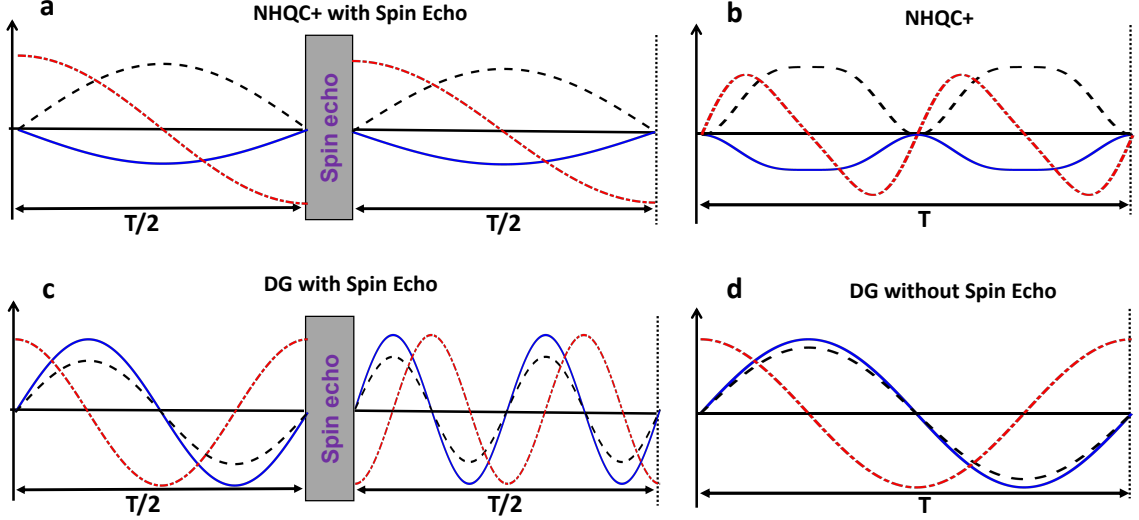 a
NHQC+ with Spin Echo
Spin echo
T/2
T/2
b
NHQC+
T
c
DG with Spin Echo
Spin echo
T/2
T/2
d
DG without Spin Echo
T